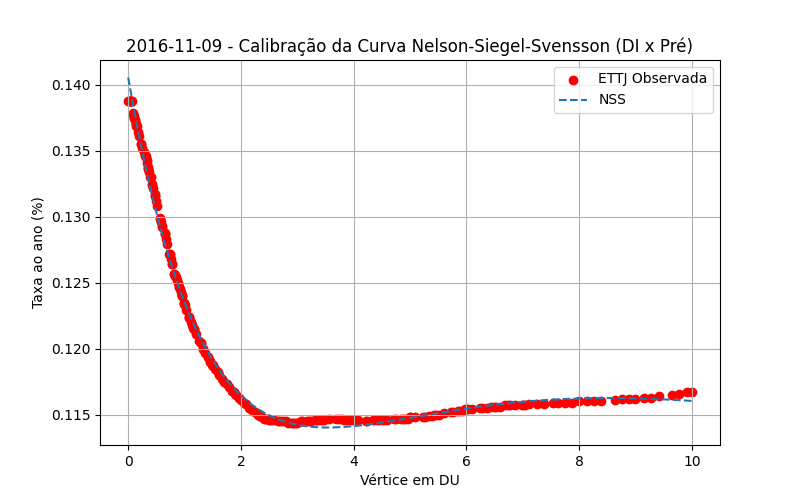 2016-11-09 - Calibração da Curva Nelson-Siegel-Svensson (DI x Pré)
ETTJ Observada
NSS
Taxa ao ano (%)
0.140
0.135
0.130
0.125
0.120
0.115
0 2 4 6 8 10
Vértice em DU